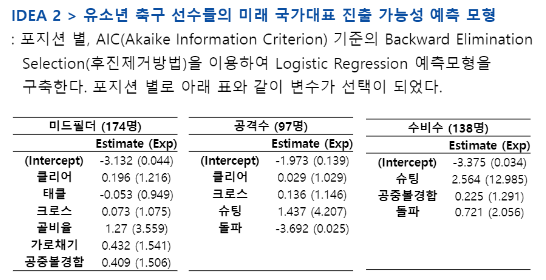 IDEA 2 > 유소년 축구 선수들의 미래 국가대표 진출 가능성 예측 모형
: 포지션 별, AIC(Akaike Information Criterion) 기준의 Backward Elimination
Selection(후진제거방법)을 이용하여 Logistic Regression 예측모형을
구축한다. 포지션 별로 아래 표와 같이 변수가 선택이 되었다.
미드필더 (174명)
Estimate (Exp)
(Intercept) -3.132 (0.044)
클리어 0.196 (1.216)
태클 -0.053 (0.949)
크로스 0.073 (1.075)
골비율 1.27 (3.559)
가로채기 0.432 (1.541)
공중볼경합 0.409 (1.506)
공격수 (97명)
Estimate (Exp)
(Intercept) -1.973 (0.139)
클리어 0.029 (1.029)
크로스 0.136 (1.146)
슈팅 1.437 (4.207)
돌파 -3.692 (0.025)
수비수 (138명)
Estimate (Exp)
(Intercept) -3.375 (0.034)
슈팅 2.564 (12.985)
공중볼경합 0.225 (1.291)
돌파 0.721 (2.056)